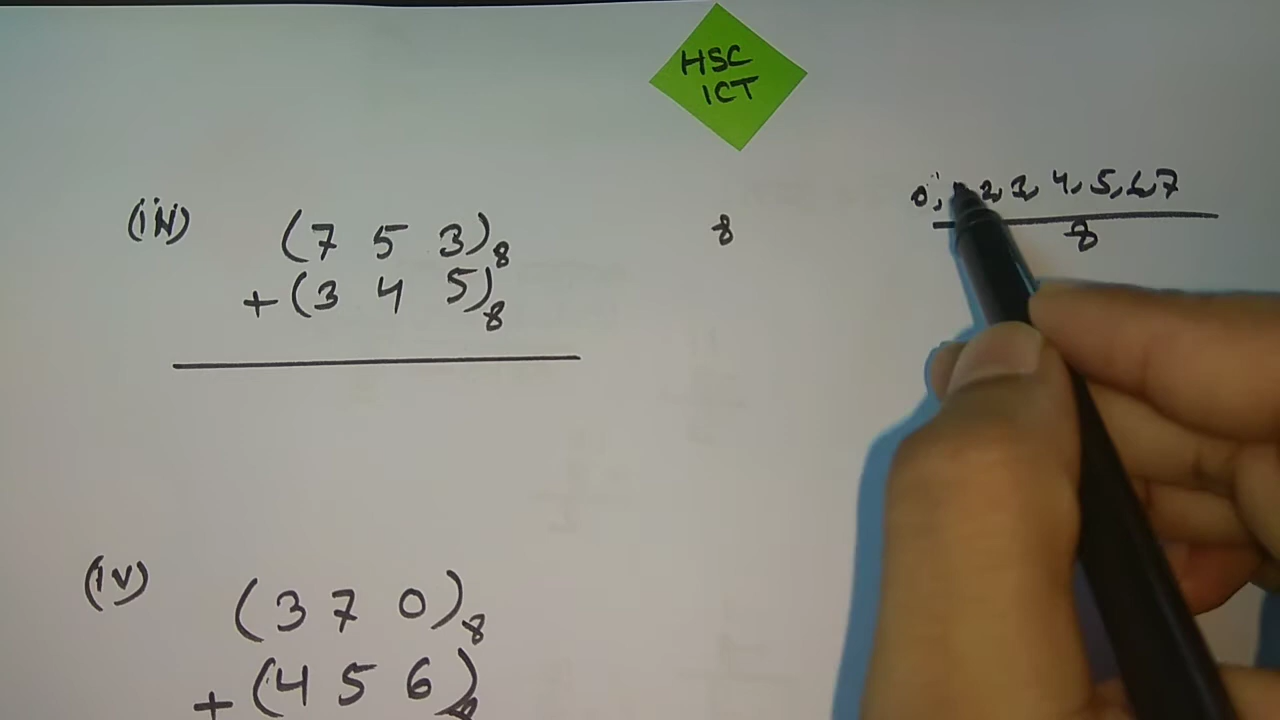 HSC
ICT
0, 2, 3, 4, 5, 6, 7
8
8
(iii) (7 5 3)8
+ (3 4 5)8
(iv) (3 7 0)8
+ (4 5 6)